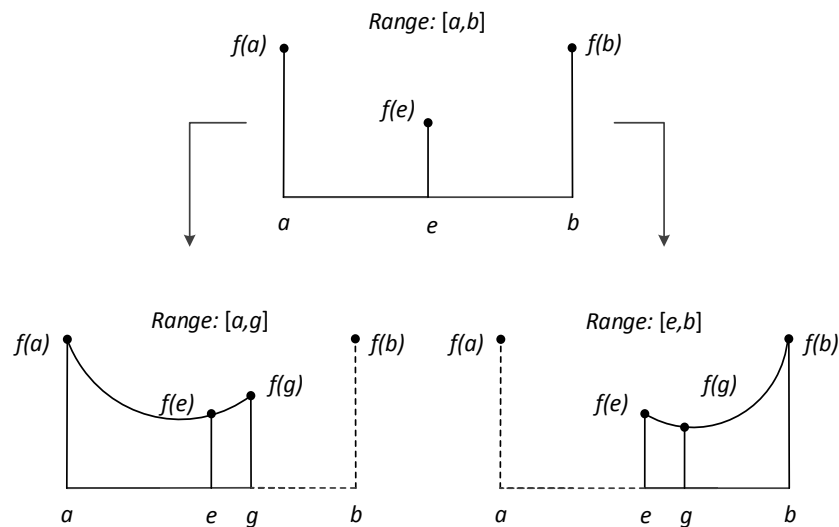 Range: [a,b]
f(a)
f(b)
f(e)
a
e
b
Range: [a,g]
f(a)
f(b)
f(g)
f(e)
a
e
g
b
Range: [e,b]
f(a)
f(b)
f(g)
f(e)
a
e
g
b